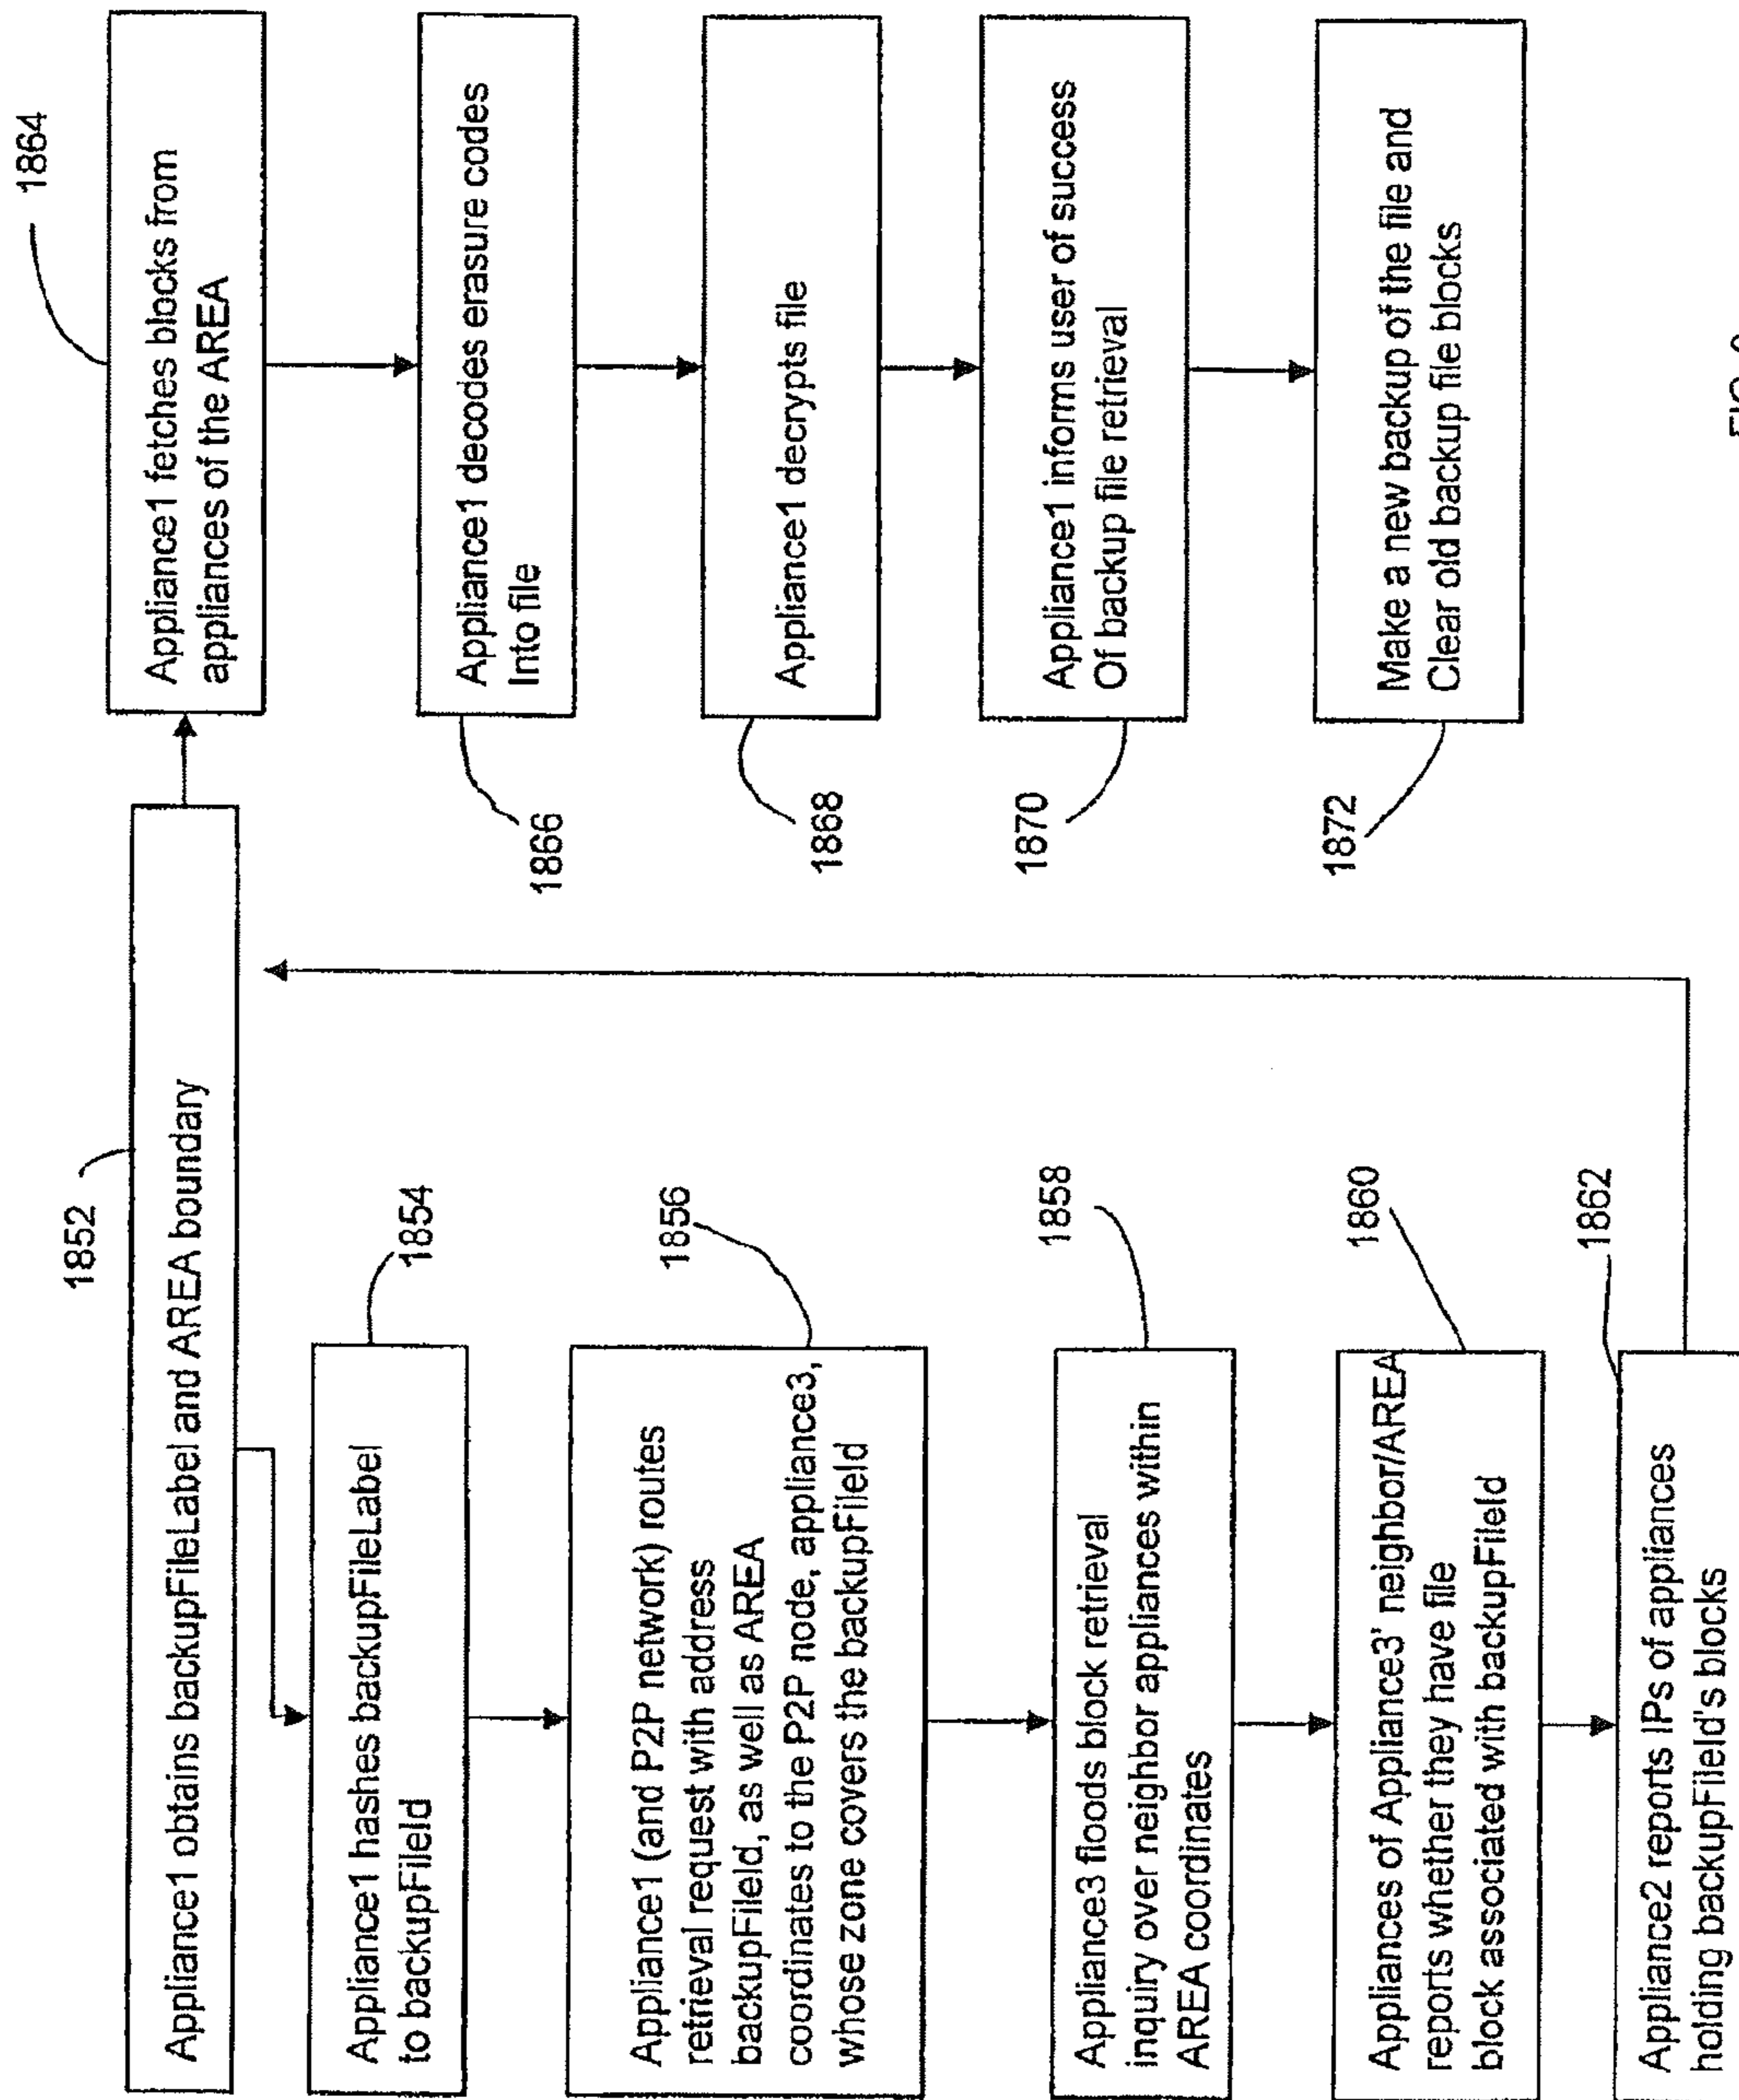 1852
Appliance1 obtains backupFileLabel and AREA boundary
1854
Appliance1 hashes backupFileLabel
to backupFileId
1856
Appliance1 (and P2P network) routes
retrieval request with address
backupFileId, as well as AREA
coordinates to the P2P node, appliance3,
whose zone covers the backupFileId
1858
Appliance3 floods block retrieval
inquiry over neighbor appliances within
AREA coordinates
1860
Appliances of Appliance3' neighbor/AREA
reports whether they have file
block associated with backupFileId
1862
Appliance2 reports IPs of appliances
holding backupFileId's blocks
1864
Appliance1 fetches blocks from
appliances of the AREA
1866
Appliance1 decodes erasure codes
Into file
1868
Appliance1 decrypts file
1870
Appliance1 informs user of success
Of backup file retrieval
1872
Make a new backup of the file and
Clear old backup file blocks